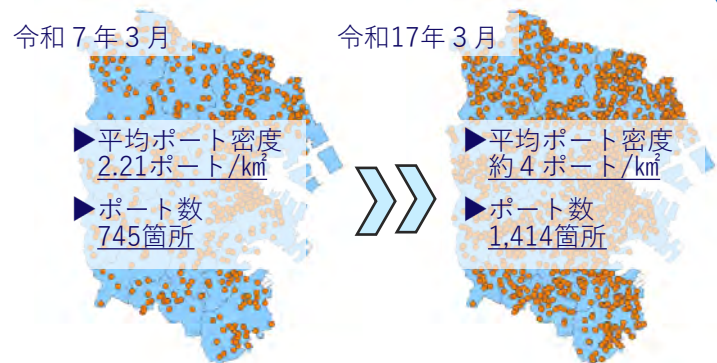 令和７年３月
▶平均ポート密度
2.21ポート/㎢
▶ポート数
745箇所
令和17年３月
▶平均ポート密度
約４ポート/㎢
▶ポート数
1,414箇所